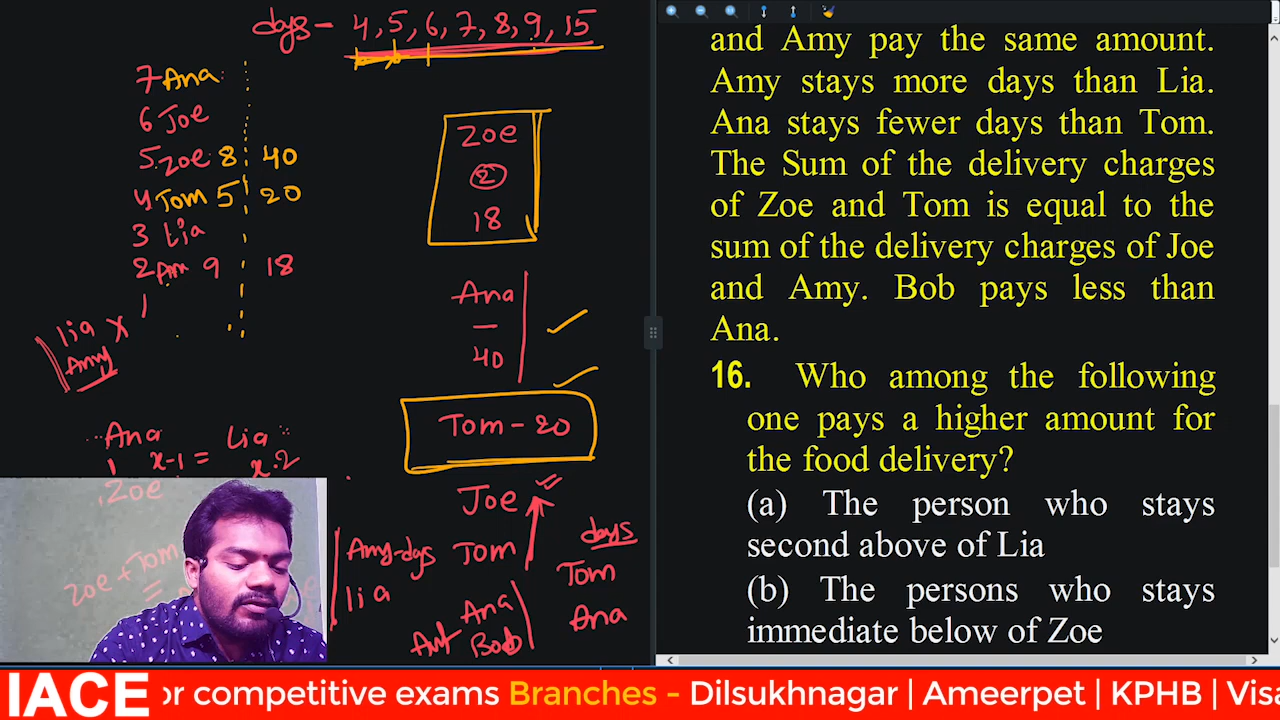 days - 4, 5, 6, 7, 8, 9, 15
7 Ana
6 Joe
5. Zoe 8 40
4 Tom 5 20
3 Lia
2 Am 9 18
1
lia X
Amy
Zoe
2
18
Ana
40
Tom - 20
Ana Lia
1 x-1 = x.2
Zoe
Zoe + Tom
=
Joe
Amy-days Tom
lia
Ana
Bob
days
Tom
Ana
and Amy pay the same amount.
Amy stays more days than Lia.
Ana stays fewer days than Tom.
The Sum of the delivery charges
of Zoe and Tom is equal to the
sum of the delivery charges of Joe
and Amy. Bob pays less than
Ana.
16. Who among the following
one pays a higher amount for
the food delivery?
(a) The person who stays
second above of Lia
(b) The persons who stays
immediate below of Zoe
IACE
or competitive exams Branches - Dilsukhnagar | Ameerpet | KPHB | Visa